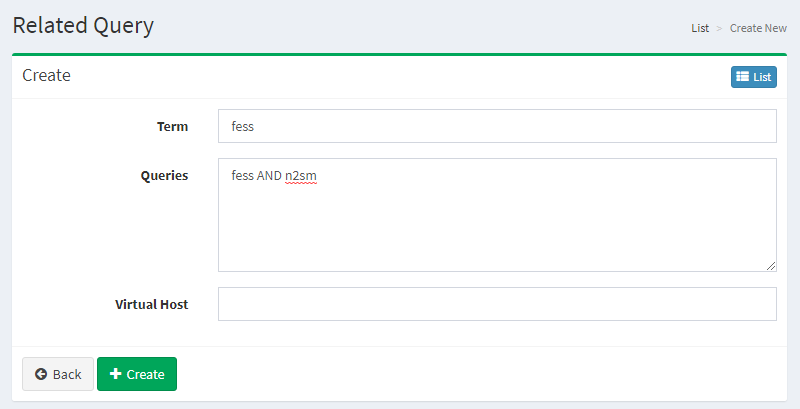 Related Query
List > Create New
Create
List
Term
fess
Queries
fess AND n2sm
Virtual Host
Back
Create